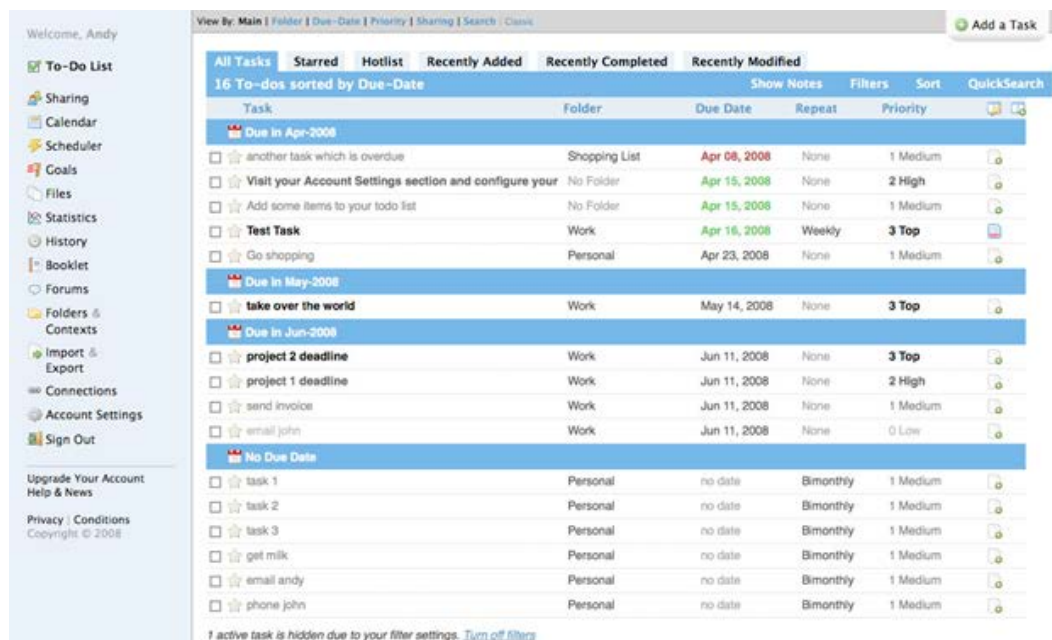 Welcome, Andy
To-Do List
Sharing
Calendar
Scheduler
Goals
Files
Statistics
History
Booklet
Forums
Folders &
Contexts
Import &
Export
Connections
Account Settings
Sign Out
Upgrade Your Account
Help & News
Privacy | Conditions
Copyright © 2008
View By: Main | Folder | Due-Date | Priority | Sharing | Search | Classic
Add a Task
All Tasks Starred Hotlist Recently Added Recently Completed Recently Modified
16 To-dos sorted by Due-Date Show Notes Filters Sort QuickSearch
Task Folder Due Date Repeat Priority
Due in Apr-2008
another task which is overdue Shopping List Apr 08, 2008 None 1 Medium
Visit your Account Settings section and configure your No Folder Apr 15, 2008 None 2 High
Add some items to your todo list No Folder Apr 15, 2008 None 1 Medium
Test Task Work Apr 16, 2008 Weekly 3 Top
Go shopping Personal Apr 23, 2008 None 1 Medium
Due in May-2008
take over the world Work May 14, 2008 None 3 Top
Due in Jun-2008
project 2 deadline Work Jun 11, 2008 None 3 Top
project 1 deadline Work Jun 11, 2008 None 2 High
send invoice Work Jun 11, 2008 None 1 Medium
email john Work Jun 11, 2008 None 0 Low
No Due Date
task 1 Personal no date Bimonthly 1 Medium
task 2 Personal no date Bimonthly 1 Medium
task 3 Personal no date Bimonthly 1 Medium
get milk Personal no date Bimonthly 1 Medium
email andy Personal no date Bimonthly 1 Medium
phone john Personal no date Bimonthly 1 Medium
1 active task is hidden due to your filter settings. Turn off filters